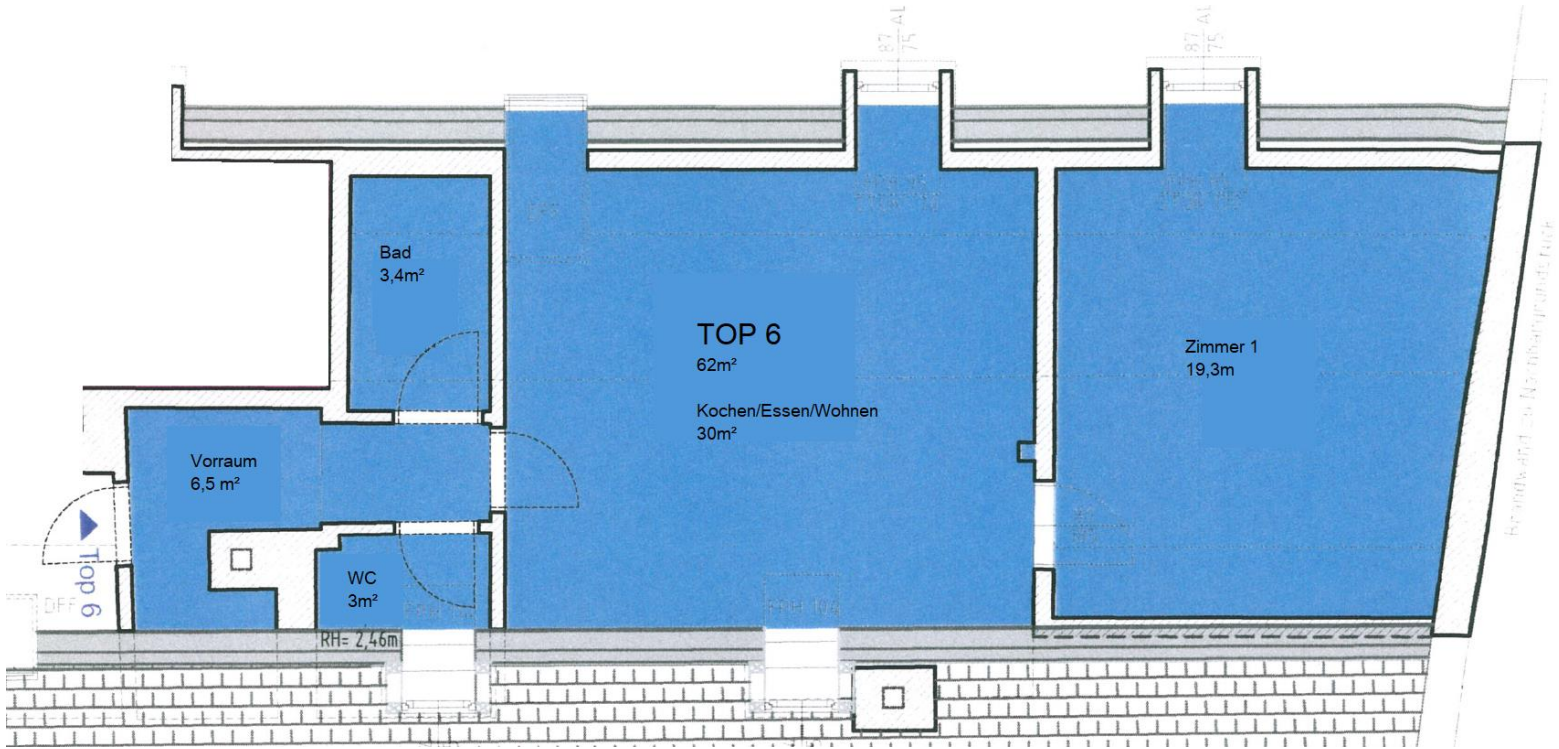 87 AL
75
87 AL
75
Bad
3,4m²
TOP 6
62m²
Kochen/Essen/Wohnen
30m²
Zimmer 1
19,3m
Vorraum
6,5 m²
WC
3m²
Top 6
DFF
RH= 2,46m